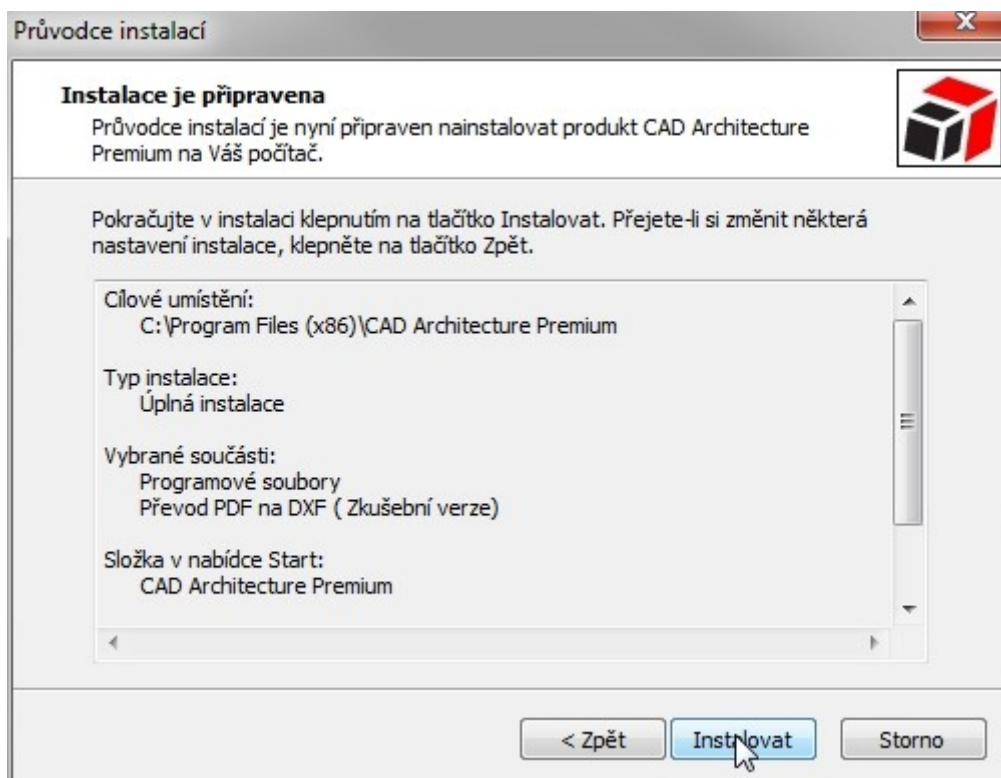 Průvodce instalací
Instalace je připravena
Průvodce instalací je nyní připraven nainstalovat produkt CAD Architecture
Premium na Váš počítač.
Pokračujte v instalaci klepnutím na tlačítko Instalovat. Přejete-li si změnit některá
nastavení instalace, klepněte na tlačítko Zpět.
Cílové umístění:
C:\Program Files (x86)\CAD Architecture Premium
Typ instalace:
Úplná instalace
Vybrané součásti:
Programové soubory
Převod PDF na DXF ( Zkušební verze)
Složka v nabídce Start:
CAD Architecture Premium
< Zpět
Instalovat
Storno